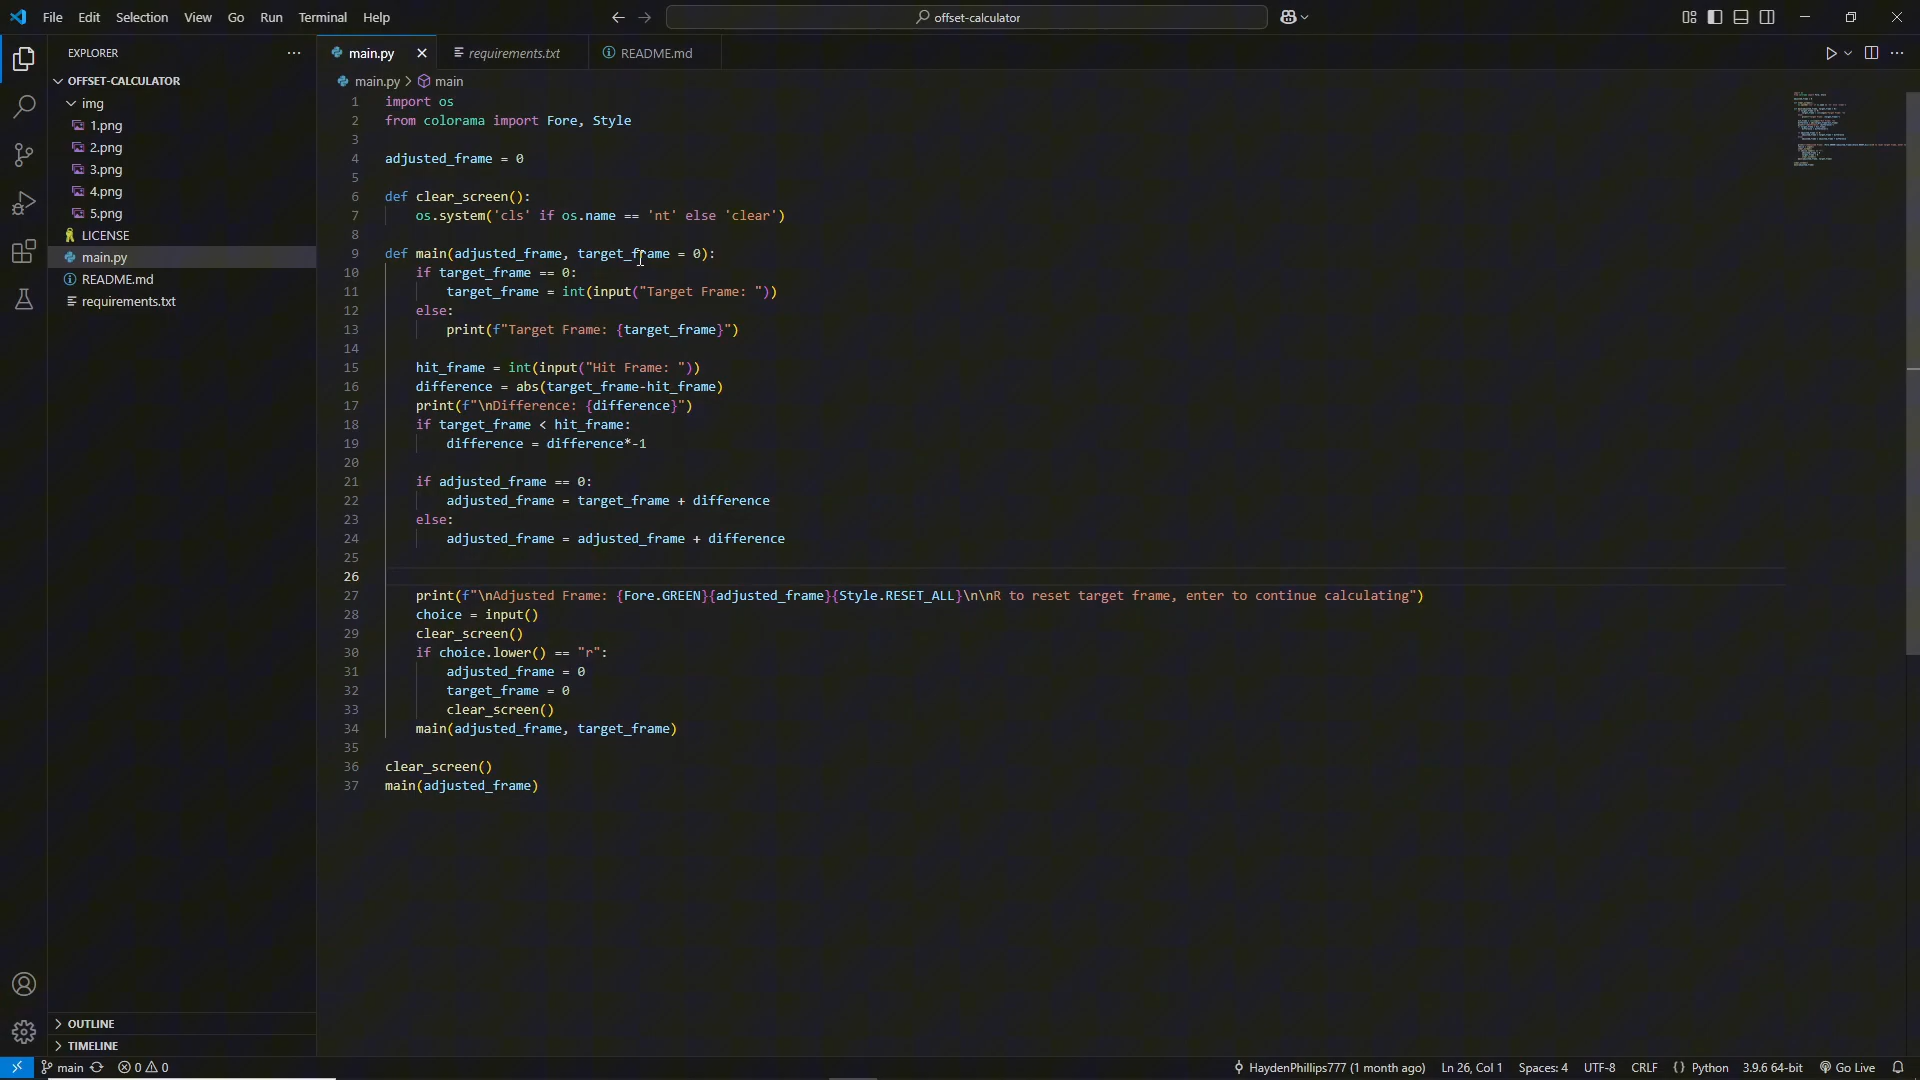 File Edit Selection View Go Run Terminal Help
offset-calculator
EXPLORER
main.py
requirements.txt
README.md
OFFSET-CALCULATOR
img
1.png
2.png
3.png
4.png
5.png
LICENSE
main.py
README.md
requirements.txt
main.py > main
1 import os
2 from colorama import Fore, Style
3
4 adjusted_frame = 0
5
6 def clear_screen():
7 os.system('cls' if os.name == 'nt' else 'clear')
8
9 def main(adjusted_frame, target_frame = 0):
10 if target_frame == 0:
11 target_frame = int(input("Target Frame: "))
12 else:
13 print(f"Target Frame: {target_frame}")
14
15 hit_frame = int(input("Hit Frame: "))
16 difference = abs(target_frame-hit_frame)
17 print(f"\nDifference: {difference}")
18 if target_frame < hit_frame:
19 difference = difference*-1
20
21 if adjusted_frame == 0:
22 adjusted_frame = target_frame + difference
23 else:
24 adjusted_frame = adjusted_frame + difference
25
26
27 print(f"\nAdjusted Frame: {Fore.GREEN}{adjusted_frame}{Style.RESET_ALL}\n\nR to reset target frame, enter to continue calculating")
28 choice = input()
29 clear_screen()
30 if choice.lower() == "r":
31 adjusted_frame = 0
32 target_frame = 0
33 clear_screen()
34 main(adjusted_frame, target_frame)
35
36 clear_screen()
37 main(adjusted_frame)
OUTLINE
TIMELINE
main 0 0 HaydenPhillips777 (1 month ago) Ln 26, Col 1 Spaces: 4 UTF-8 CRLF Python 3.9.6 64-bit Go Live